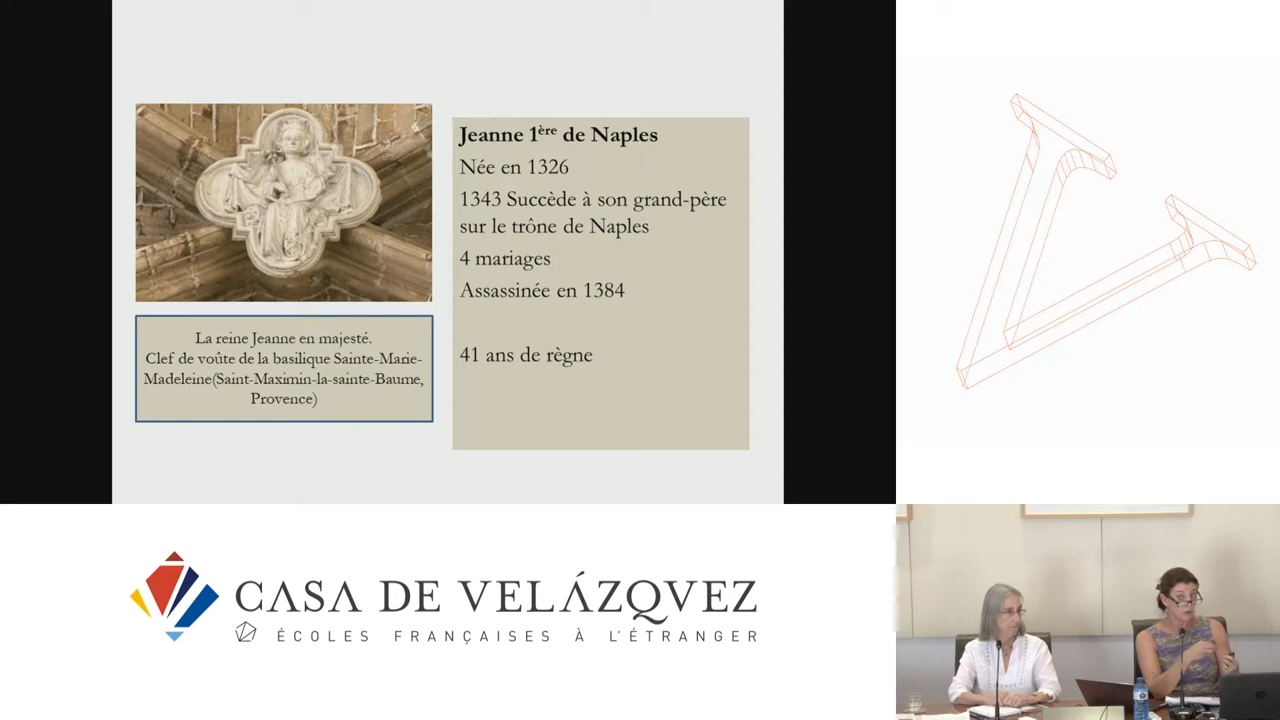 Jeanne 1ère de Naples
Née en 1326
1343 Succède à son grand-père
sur le trône de Naples
4 mariages
Assassinée en 1384
41 ans de règne
La reine Jeanne en majesté.
Clef de voûte de la basilique Sainte-Marie-
Madeleine(Saint-Maximin-la-sainte-Baume,
Provence)
CASA DE VELÁZQVEZ
ÉCOLES FRANÇAISES À L'ÉTRANGER